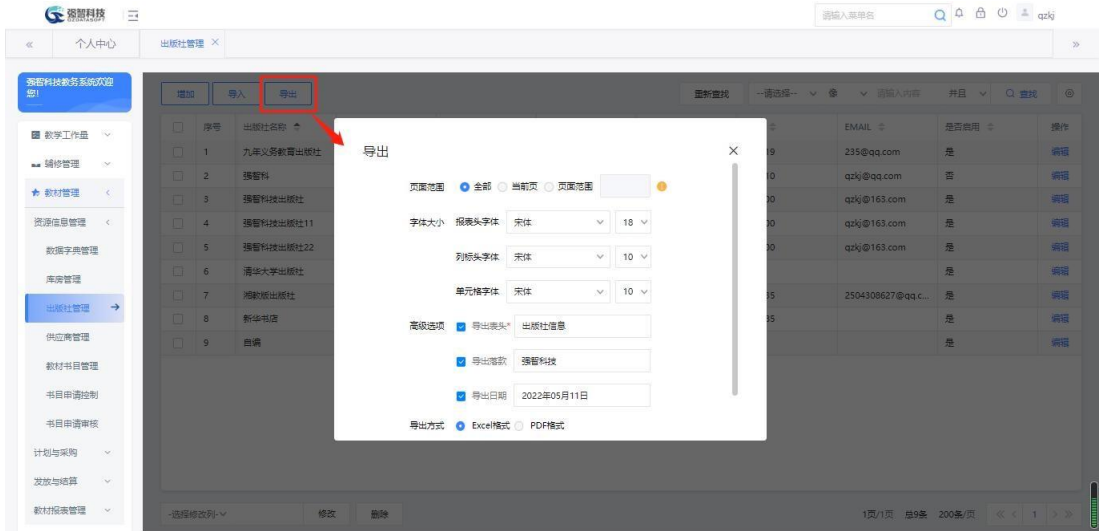 强智科技
QZDATASOFT
请输入菜单名
qzkj
个人中心
出版社管理
强智科技教务系统欢迎您!
教学工作量
辅修管理
教材管理
资源信息管理
数据字典管理
库房管理
出版社管理
供应商管理
教材书目管理
书目申请控制
书目申请审核
计划与采购
发放与结算
教材报表管理
增加 导入 导出 重新查找 --请选择-- 请输入内容 并且 查找
序号 出版社名称 EMAIL 是否启用 操作
1 九年义务教育出版社 235@qq.com 是 编辑
2 强智科 qzkj@qq.com 否 编辑
3 强智科技出版社 qzkj@163.com 是 编辑
4 强智科技出版社11 qzkj@163.com 是 编辑
5 强智科技出版社22 qzkj@163.com 是 编辑
6 清华大学出版社 是 编辑
7 湘教版出版社 2504308627@qq.c... 是 编辑
8 新华书店 是 编辑
9 自编 是 编辑
导出
页面范围 全部 当前页 页面范围
字体大小 报表头字体 宋体 18
列标头字体 宋体 10
单元格字体 宋体 10
高级选项 导出表头* 出版社信息
导出落款 强智科技
导出日期 2022年05月11日
导出方式 Excel格式 PDF格式
-选择修改列- 修改 删除 1页/1页 总9条 200条/页 1